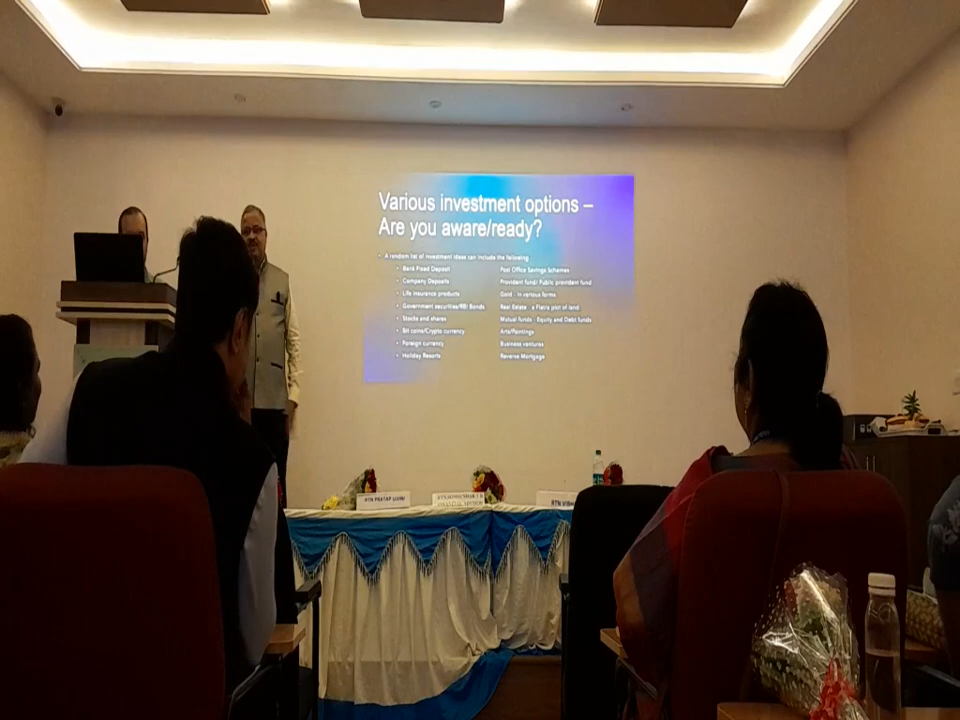 Various investment options –
Are you aware/ready?
A random list of investment ideas can include the following
Bank Fixed Deposit
Company Deposits
Life insurance products
Government securities/RBI Bonds
Stocks and shares
Bit coins/Crypto currency
Foreign currency
Holiday Resorts
Post Office Savings Schemes
Provident fund/ Public provident fund
Gold - in various forms
Real Estate - a Flat/a plot of land
Mutual funds - Equity and Debt funds
Arts/Paintings
Business ventures
Reverse Mortgage
RTN PRATAP
RTN